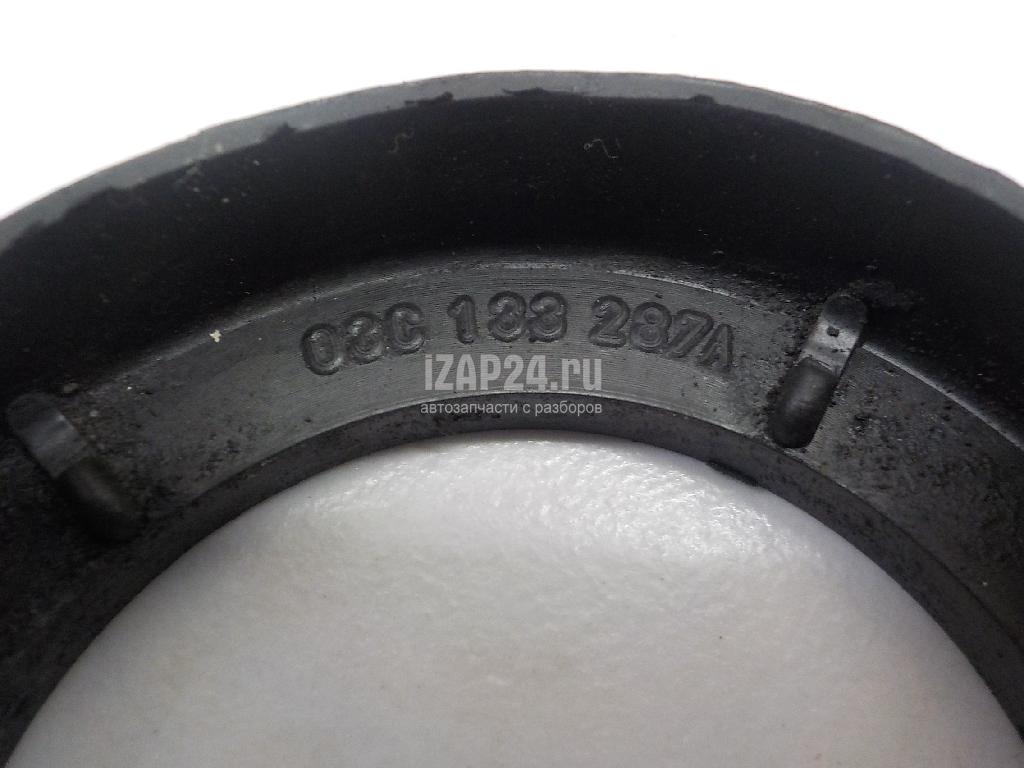 03C 133 287A
iZAP24.ru
автозапчасти с разборов